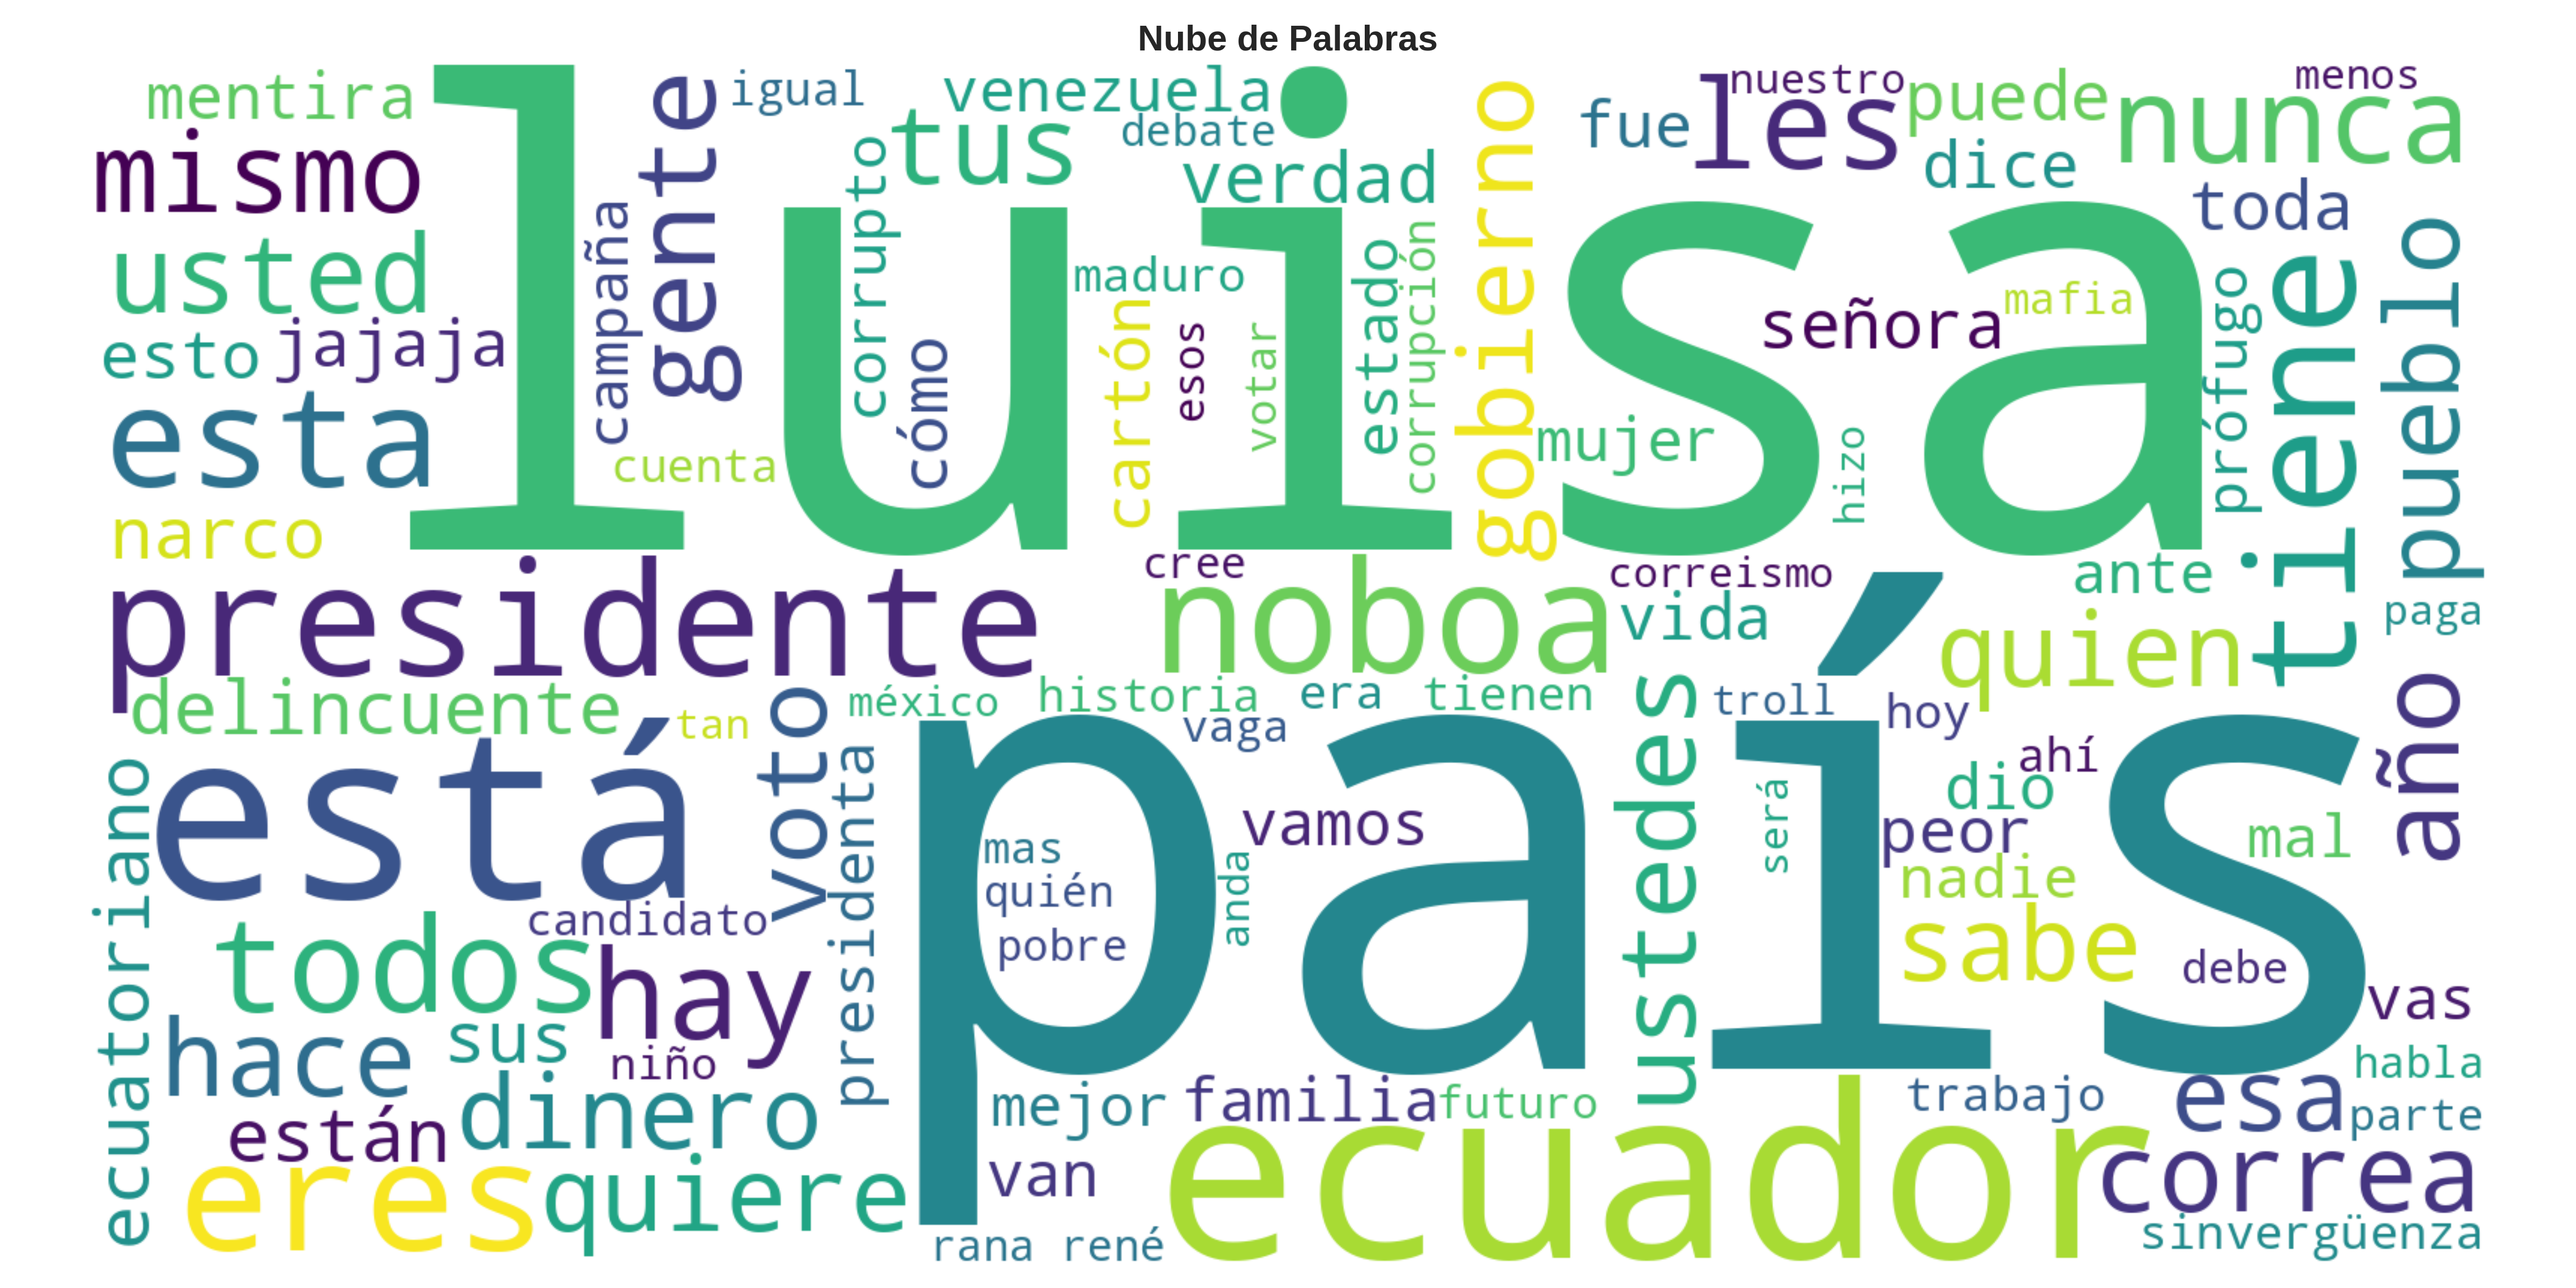 Nube de Palabras
mentira
igual
venezuela
nuestro
menos
mismo
luisa
gente
tus
debate
verdad
gobierno
fue
les
puede
nunca
dice
toda
usted
campaña
corrupto
maduro
estado
corrupción
señora
mafia
prófugo
tiene
pueblo
esto
jajaja
cómo
cartón
esos
votar
mujer
hizo
esta
cuenta
narco
presidente
cree
noboa
correismo
vida
ante
quien
paga
delincuente
tan
voto
méxico
historia
era
tienen
vaga
ustedes
troll
hoy
año
ecuatoriano
está
presidenta
país
vamos
será
ahí
dio
peor
mal
mas
quién
pobre
anda
nadie
candidato
todos
hay
sabe
debe
vas
hace
sus
niño
habla
están
dinero
mejor
familia
futuro
trabajo
esa
parte
eres
quiere
van
ecuador
correa
rana rené
sinvergüenza